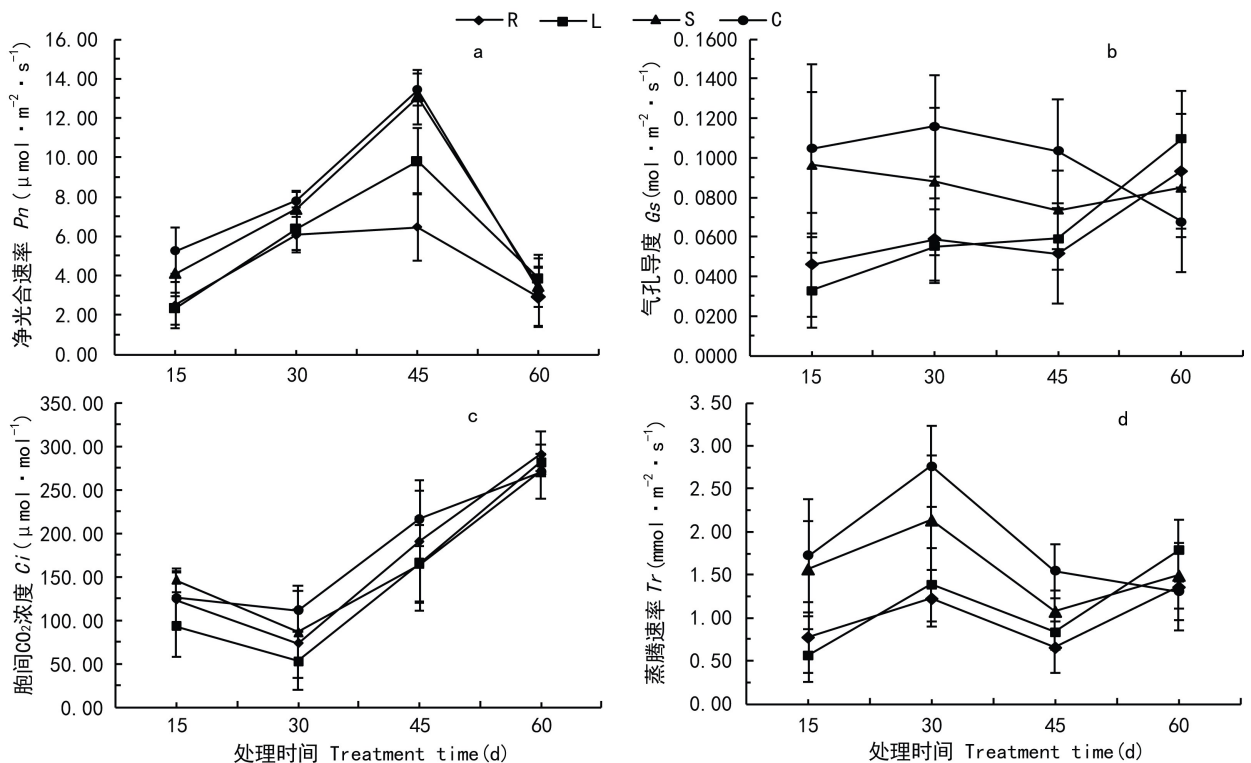 R L S C
a
净光合速率 Pn(μmol·m⁻²·s⁻¹)
16.00
14.00
12.00
10.00
8.00
6.00
4.00
2.00
0.00
15 30 45 60
b
气孔导度 Gs(mol·m⁻²·s⁻¹)
0.1600
0.1400
0.1200
0.1000
0.0800
0.0600
0.0400
0.0200
0.0000
15 30 45 60
c
胞间CO₂浓度 Ci(μmol·mol⁻¹)
350.00
300.00
250.00
200.00
150.00
100.00
50.00
0.00
15 30 45 60
处理时间 Treatment time(d)
d
蒸腾速率 Tr(mmol·m⁻²·s⁻¹)
3.50
3.00
2.50
2.00
1.50
1.00
0.50
0.00
15 30 45 60
处理时间 Treatment time(d)